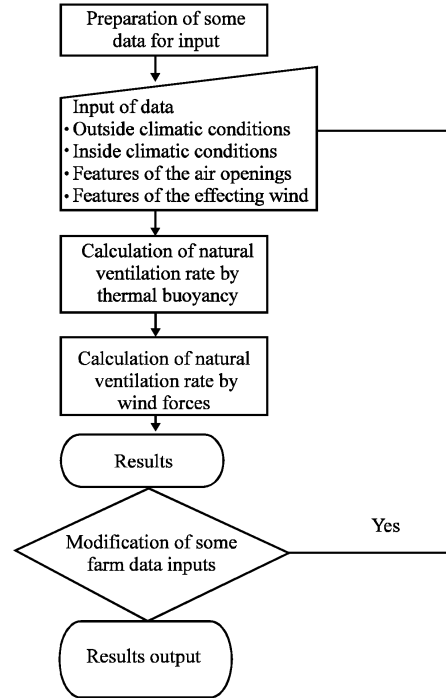 Preparation of some
data for input
Input of data
• Outside climatic conditions
• Inside climatic conditions
• Features of the air openings
• Features of the effecting wind
Calculation of natural
ventilation rate by
thermal buoyancy
Calculation of natural
ventilation rate by
wind forces
Results
Modification of some
farm data inputs
Yes
Results output